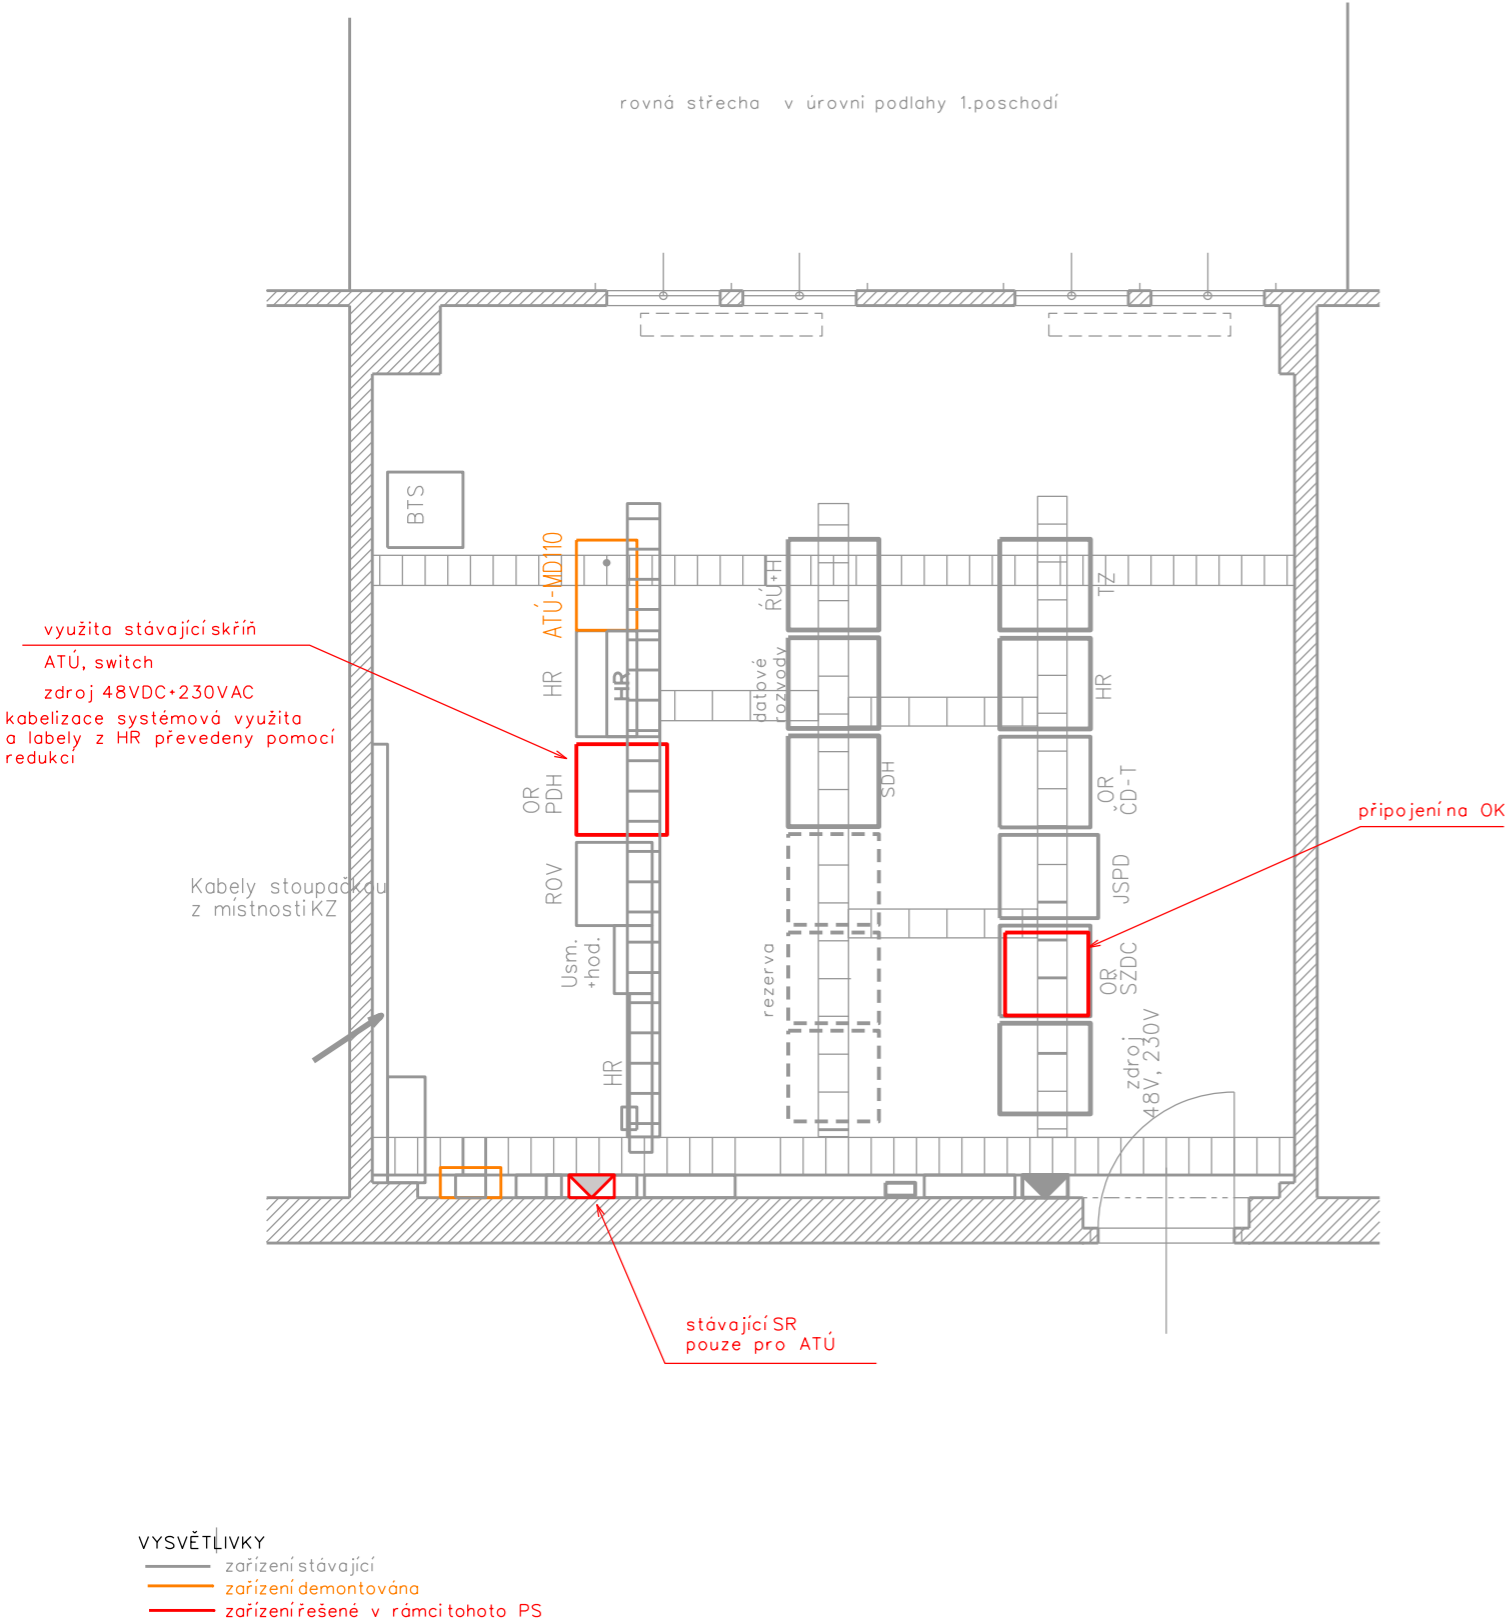 rovná střecha v úrovni podlahy 1.poschodí
BTS
ATÚ-MD110
ŘÚ+H
TZ
využita stávající skříň
ATÚ, switch
zdroj 48VDC+230VAC
kabelizace systémová využita
a labely z HR převedeny pomocí
redukcí
HR
HR
datové
rozvody
HR
OR
PDH
SDH
OR
ČD-T
připojení na OK
Kabely stoupačkou
z místnosti KZ
ROV
JSPD
Usm.
+hod.
rezerva
OR
SŽDC
HR
zdroj
48V, 230V
stávající SR
pouze pro ATÚ
VYSVĚTLIVKY
zařízení stávající
zařízení demontována
zařízení řešené v rámci tohoto PS